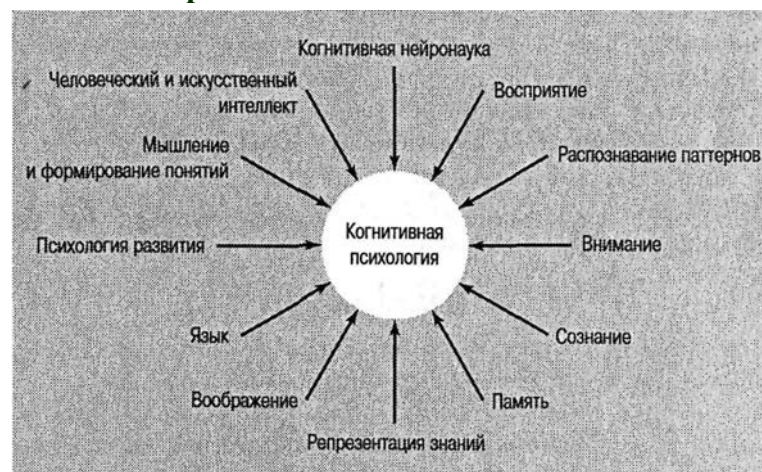 Когнитивная нейронаука
Человеческий и искусственный
интеллект
Восприятие
Мышление
и формирование понятий
Распознавание паттернов
Когнитивная
психология
Психология развития
Внимание
Язык
Сознание
Воображение
Память
Репрезентация знаний